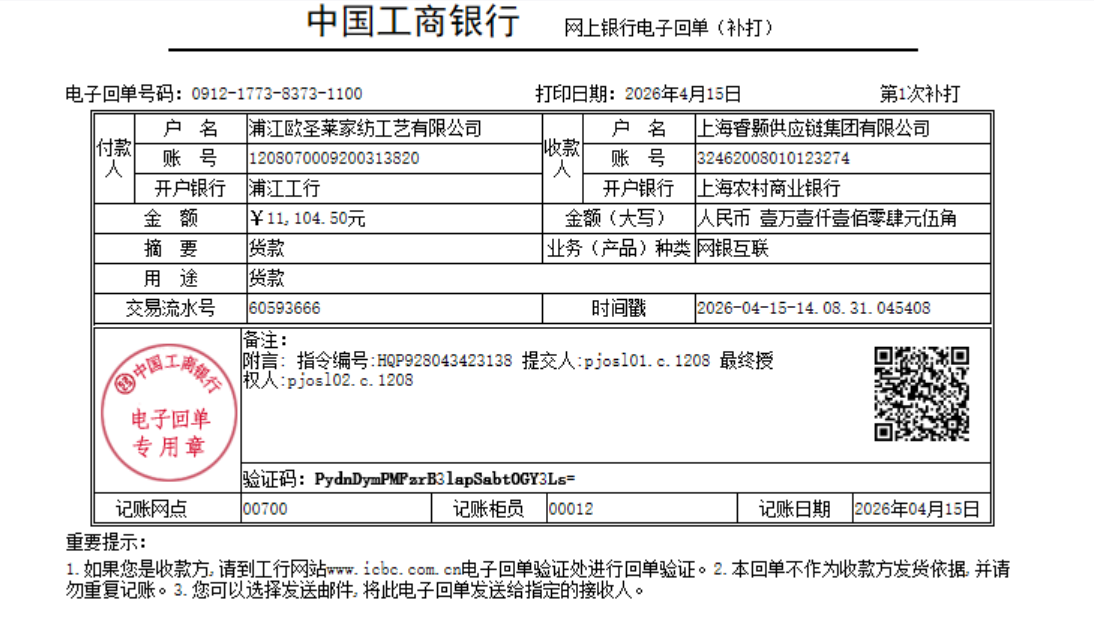 中国工商银行 网上银行电子回单（补打）
电子回单号码：0912-1773-8373-1100 打印日期：2026年4月15日 第1次补打
付款人 户 名 浦江欧圣莱家纺工艺有限公司 收款人 户 名 上海睿颢供应链集团有限公司
账 号 1208070009200313820 账 号 32462008010123274
开户银行 浦江工行 开户银行 上海农村商业银行
金 额 ￥11,104.50元 金额（大写） 人民币 壹万壹仟壹佰零肆元伍角
摘 要 货款 业务（产品）种类 网银互联
用 途 货款
交易流水号 60593666 时间戳 2026-04-15-14.08.31.045408
中国工商银行
电子回单
专用章
备注：
附言: 指令编号:HQP928043423138 提交人:pjosl01.c.1208 最终授
权人:pjosl02.c.1208
验证码：PydnDymPMFzrB3lapSabtOGY3Ls=
记账网点 00700 记账柜员 00012 记账日期 2026年04月15日
重要提示：
1.如果您是收款方,请到工行网站www.icbc.com.cn电子回单验证处进行回单验证。2.本回单不作为收款方发货依据,并请
勿重复记账。3.您可以选择发送邮件,将此电子回单发送给指定的接收人。